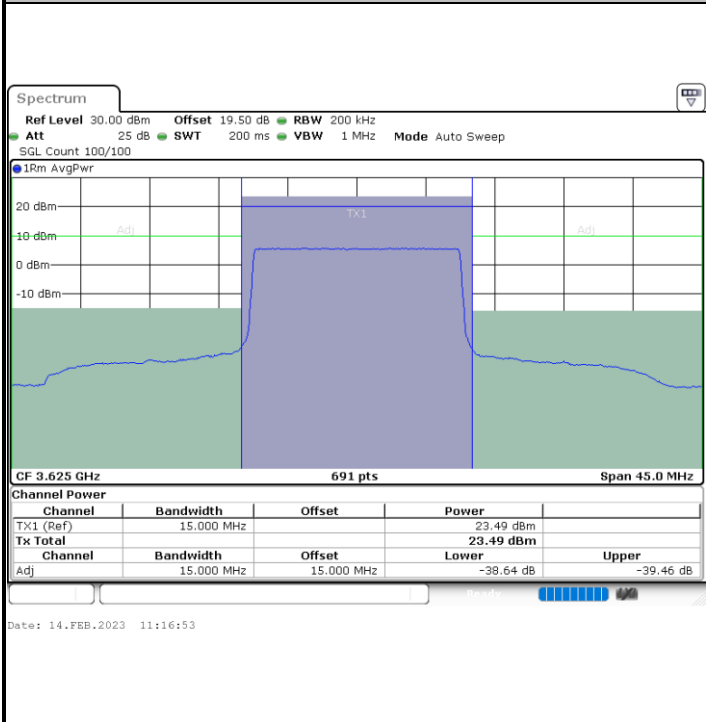 Spectrum
Ref Level 30.00 dBm Offset 19.50 dB RBW 200 kHz
Att 25 dB SWT 200 ms VBW 1 MHz Mode Auto Sweep
SGL Count 100/100
1Rm AvgPwr
20 dBm
TX1
10 dBm Adj Adj
0 dBm
-10 dBm
CF 3.625 GHz 691 pts Span 45.0 MHz
Channel Power
Channel Bandwidth Offset Power
TX1 (Ref) 15.000 MHz 23.49 dBm
Tx Total 23.49 dBm
Channel Bandwidth Offset Lower Upper
Adj 15.000 MHz 15.000 MHz -38.64 dB -39.46 dB
Ready
Date: 14.FEB.2023 11:16:53